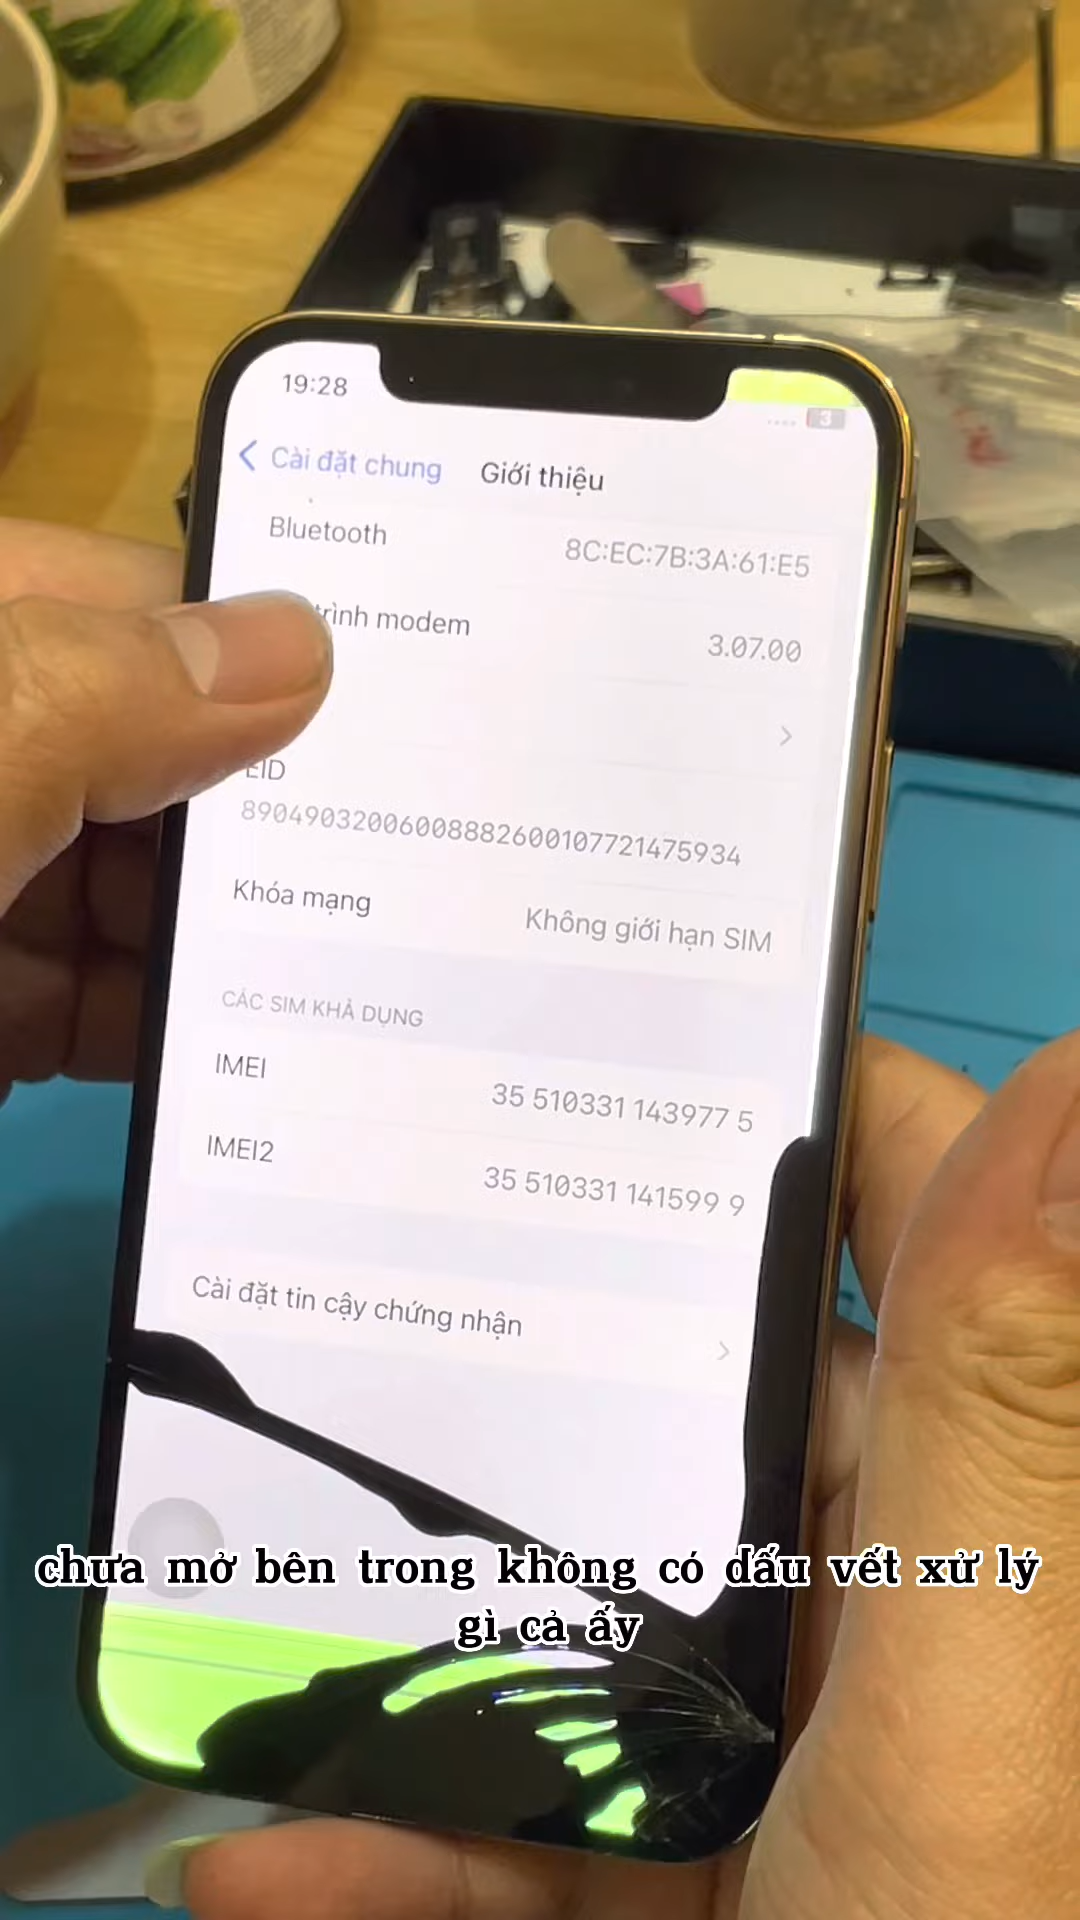 19:28
3
Cài đặt chung Giới thiệu
Bluetooth 8C:EC:7B:3A:61:E5
trình modem 3.07.00
EID
89049032006008882600107721475934
Khóa mạng Không giới hạn SIM
CÁC SIM KHẢ DỤNG
IMEI 35 510331 143977 5
IMEI2 35 510331 141599 9
Cài đặt tin cậy chứng nhận
chưa mở bên trong không có dấu vết xử lý
gì cả ấy